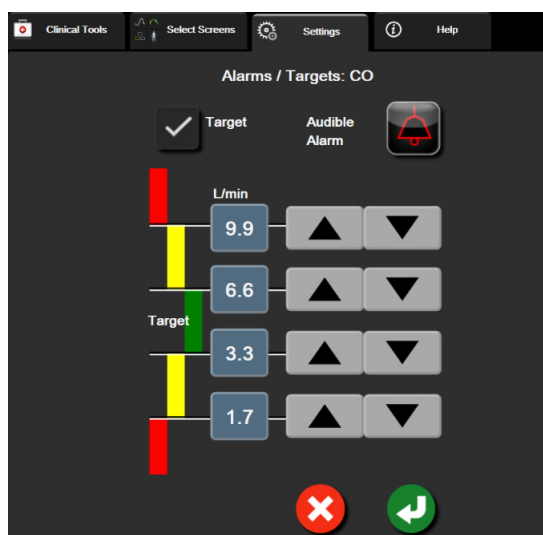 Clinical Tools
Select Screens
Settings
Help
Alarms / Targets: CO
Target
Audible
Alarm
L/min
9.9
6.6
Target
3.3
1.7